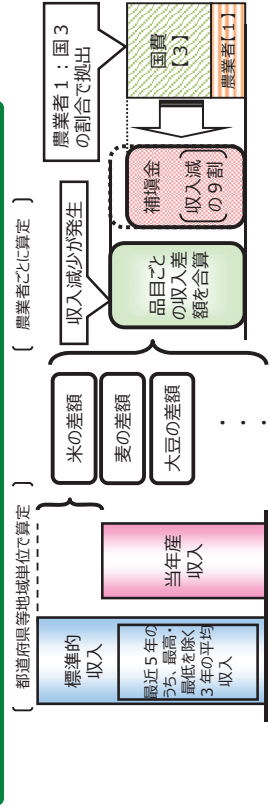 〔 都道府県等地域単位で算定 〕
標準的
収入
最近５年の
うち、最高・
最低を除く
３年の平均
収入
当年産
収入
米の差額
麦の差額
大豆の差額
・・・
〔 農業者ごとに算定 〕
収入減少が発生
品目ごと
の収入差
額を合算
補填金
収入減
の９割
農業者１：国３
の割合で拠出
国費
【３】
農業者【１】